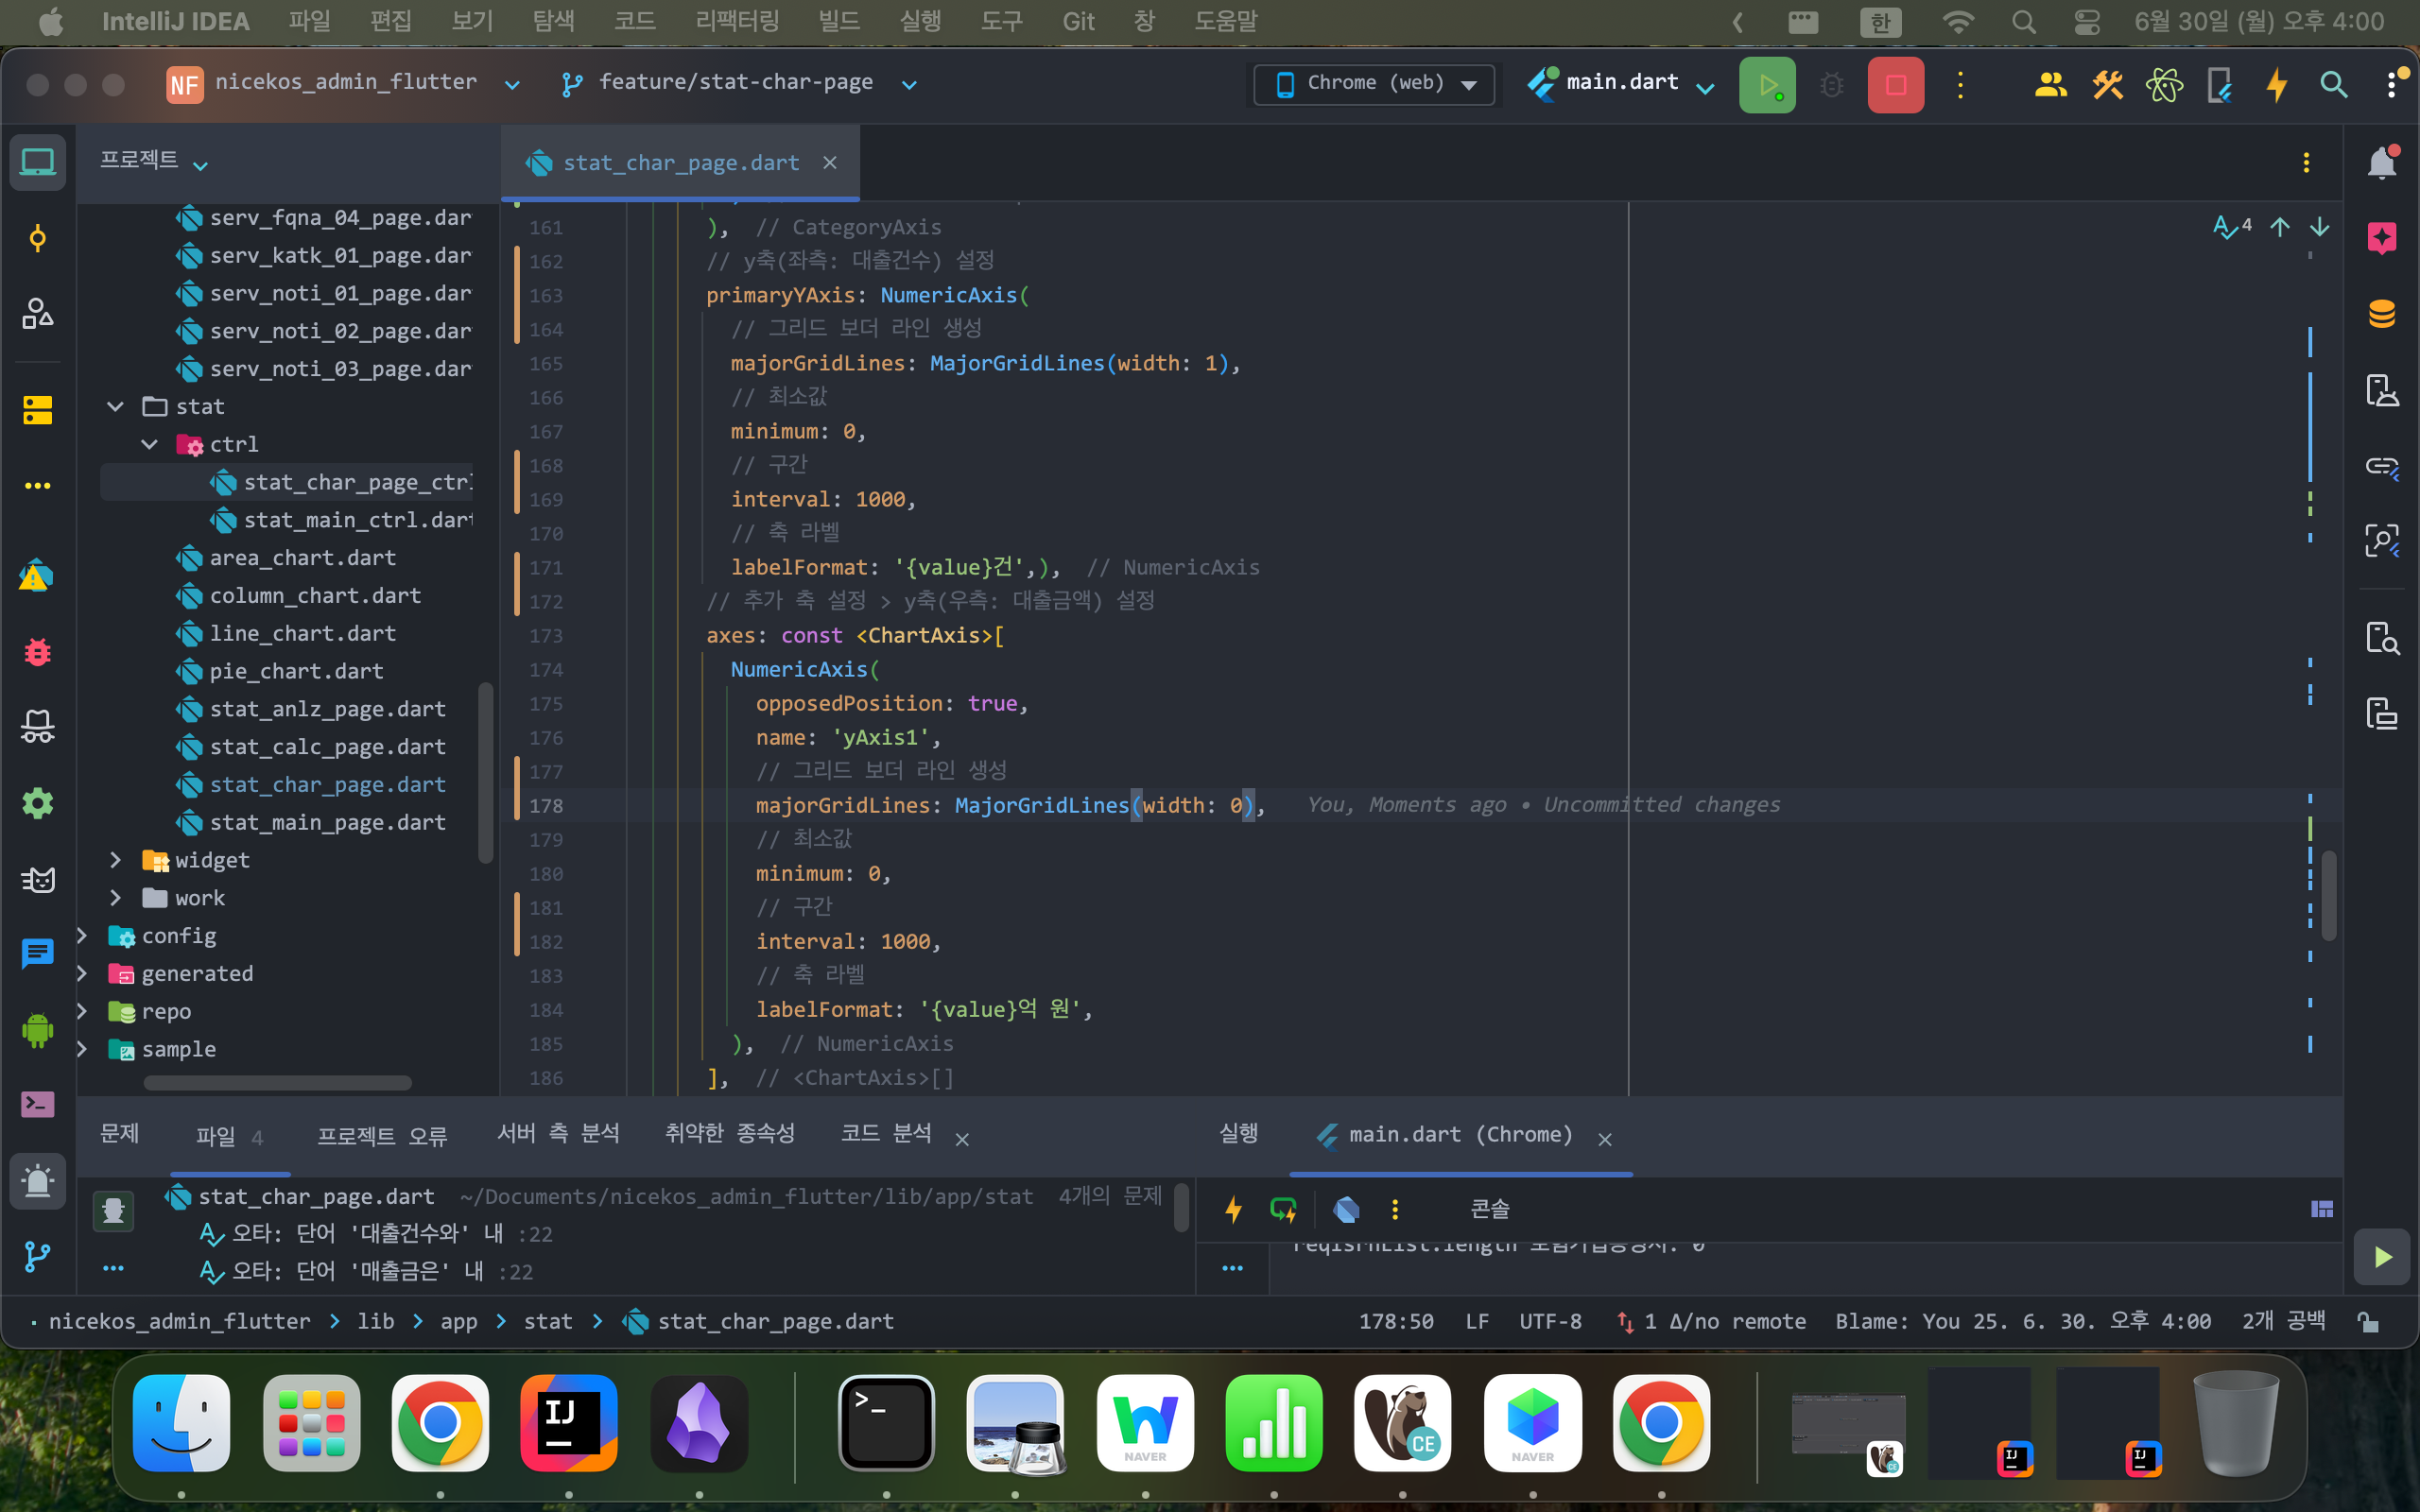 IntelliJ IDEA 파일 편집 보기 탐색 코드 리팩터링 빌드 실행 도구 Git 창 도움말 한 6월 30일 (월) 오후 4:00
NF nicekos_admin_flutter feature/stat-char-page Chrome (web) main.dart
프로젝트
stat_char_page.dart
serv_fqna_04_page.dar
serv_katk_01_page.dar
serv_noti_01_page.dar
serv_noti_02_page.dar
serv_noti_03_page.dar
stat
ctrl
stat_char_page_ctrl
stat_main_ctrl.dart
area_chart.dart
column_chart.dart
line_chart.dart
pie_chart.dart
stat_anlz_page.dart
stat_calc_page.dart
stat_char_page.dart
stat_main_page.dart
widget
work
config
generated
repo
sample
4
161 ), // CategoryAxis
162 // y축(좌측: 대출건수) 설정
163 primaryYAxis: NumericAxis(
164 // 그리드 보더 라인 생성
165 majorGridLines: MajorGridLines(width: 1),
166 // 최소값
167 minimum: 0,
168 // 구간
169 interval: 1000,
170 // 축 라벨
171 labelFormat: '{value}건',), // NumericAxis
172 // 추가 축 설정 > y축(우측: 대출금액) 설정
173 axes: const <ChartAxis>[
174 NumericAxis(
175 opposedPosition: true,
176 name: 'yAxis1',
177 // 그리드 보더 라인 생성
178 majorGridLines: MajorGridLines(width: 0), You, Moments ago • Uncommitted changes
179 // 최소값
180 minimum: 0,
181 // 구간
182 interval: 1000,
183 // 축 라벨
184 labelFormat: '{value}억 원',
185 ), // NumericAxis
186 ], // <ChartAxis>[]
문제 파일 4 프로젝트 오류 서버 측 분석 취약한 종속성 코드 분석
stat_char_page.dart ~/Documents/nicekos_admin_flutter/lib/app/stat 4개의 문제
오타: 단어 '대출건수와' 내 :22
오타: 단어 '매출금은' 내 :22
실행 main.dart (Chrome)
콘솔
nicekos_admin_flutter > lib > app > stat > stat_char_page.dart 178:50 LF UTF-8 1 Δ/no remote Blame: You 25. 6. 30. 오후 4:00 2개 공백
IJ >_ NAVER CE NAVER IJ IJ